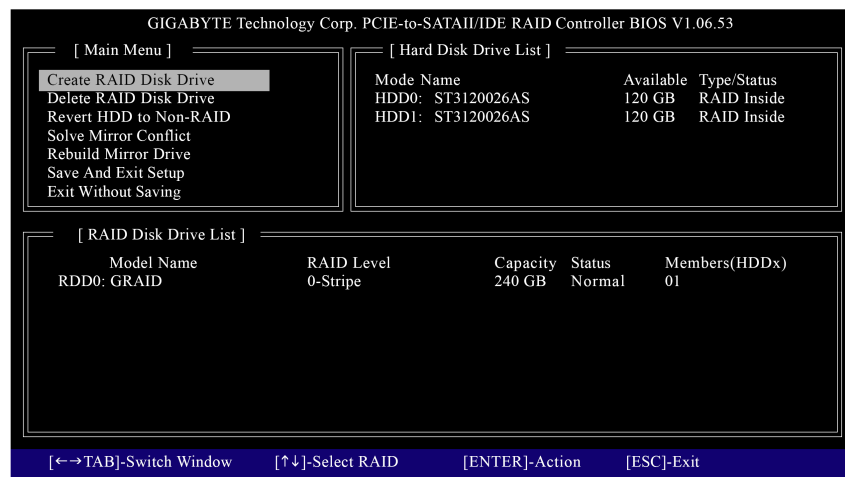 GIGABYTE Technology Corp. PCIE-to-SATAII/IDE RAID Controller BIOS V1.06.53
[ Main Menu ]
Create RAID Disk Drive
Delete RAID Disk Drive
Revert HDD to Non-RAID
Solve Mirror Conflict
Rebuild Mirror Drive
Save And Exit Setup
Exit Without Saving
[ Hard Disk Drive List ]
Mode Name Available Type/Status
HDD0: ST3120026AS 120 GB RAID Inside
HDD1: ST3120026AS 120 GB RAID Inside
[ RAID Disk Drive List ]
Model Name RAID Level Capacity Status Members(HDDx)
RDD0: GRAID 0-Stripe 240 GB Normal 01
[←→TAB]-Switch Window [↑↓]-Select RAID [ENTER]-Action [ESC]-Exit